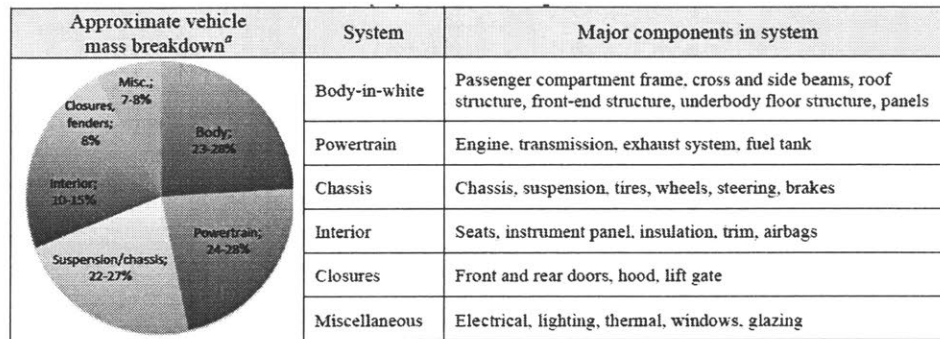 Approximate vehicle
mass breakdownᵃ
System
Major components in system
Misc.;
7-8%
Closures,
fenders;
8%
Body;
23-28%
Interior;
10-15%
Powertrain;
24-28%
Suspension/chassis;
22-27%
Body-in-white
Passenger compartment frame, cross and side beams, roof
structure, front-end structure, underbody floor structure, panels
Powertrain
Engine, transmission, exhaust system, fuel tank
Chassis
Chassis, suspension, tires, wheels, steering, brakes
Interior
Seats, instrument panel, insulation, trim, airbags
Closures
Front and rear doors, hood, lift gate
Miscellaneous
Electrical, lighting, thermal, windows, glazing